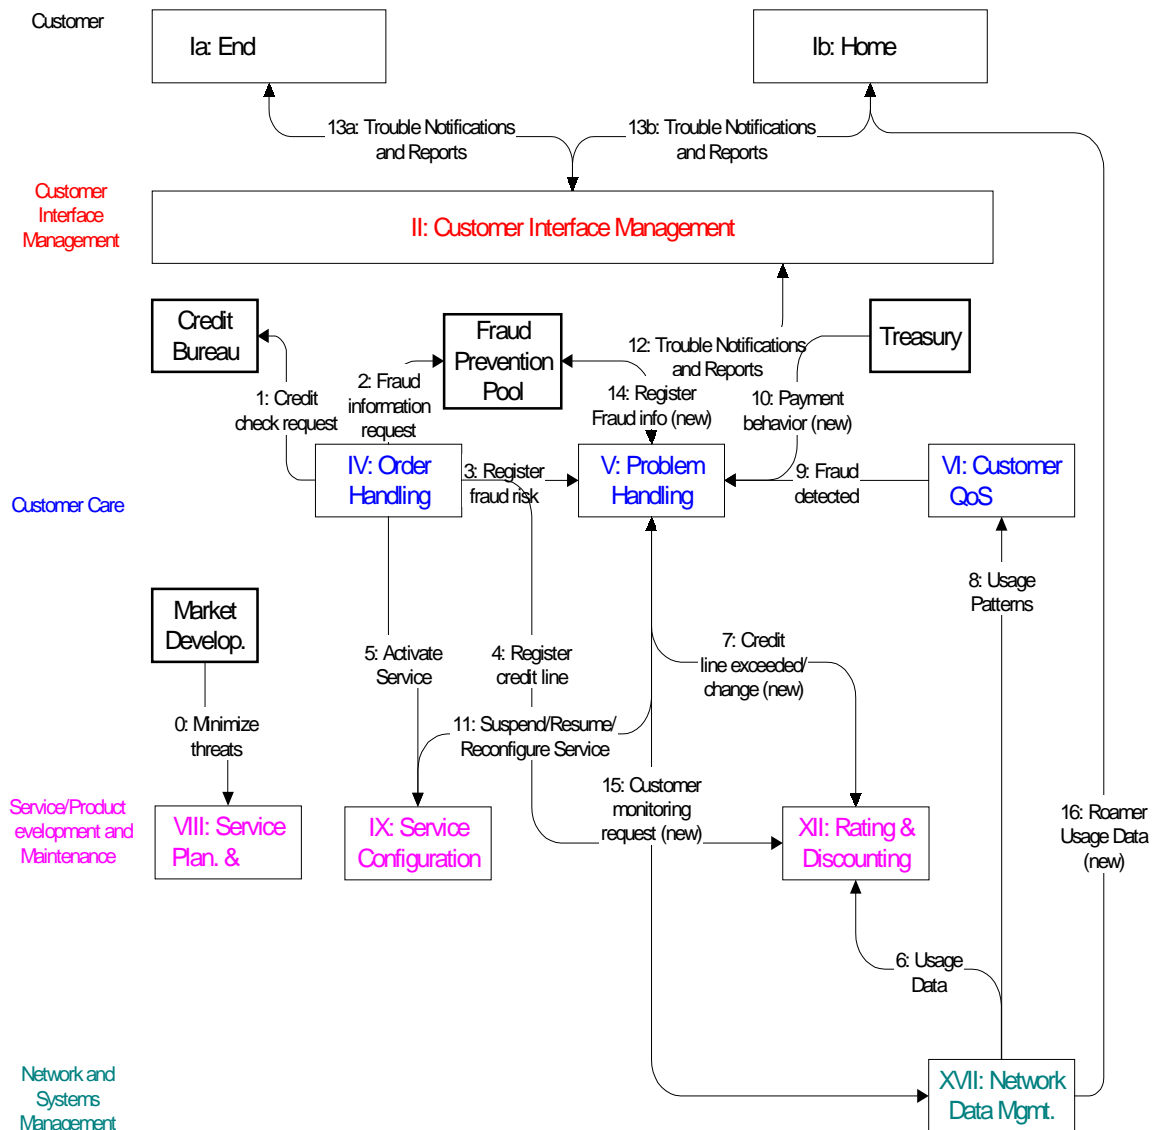 Customer
Ia: End
Ib: Home
13a: Trouble Notifications
and Reports
13b: Trouble Notifications
and Reports
Customer
Interface
Management
II: Customer Interface Management
Credit
Bureau
Fraud
Prevention
Pool
Treasury
1: Credit
check request
2: Fraud
information
request
12: Trouble Notifications
and Reports
14: Register
Fraud info (new)
10: Payment
behavior (new)
IV: Order
Handling
3: Register
fraud risk
V: Problem
Handling
9: Fraud
detected
VI: Customer
QoS
Customer Care
8: Usage
Patterns
Market
Develop.
5: Activate
Service
4: Register
credit line
7: Credit
line exceeded/
change (new)
0: Minimize
threats
11: Suspend/Resume/
Reconfigure Service
15: Customer
monitoring
request (new)
16: Roamer
Usage Data
(new)
Service/Product
evelopment and
Maintenance
VIII: Service
Plan. &
IX: Service
Configuration
XII: Rating &
Discounting
6: Usage
Data
Network and
Systems
Management
XVII: Network
Data Mgmt.